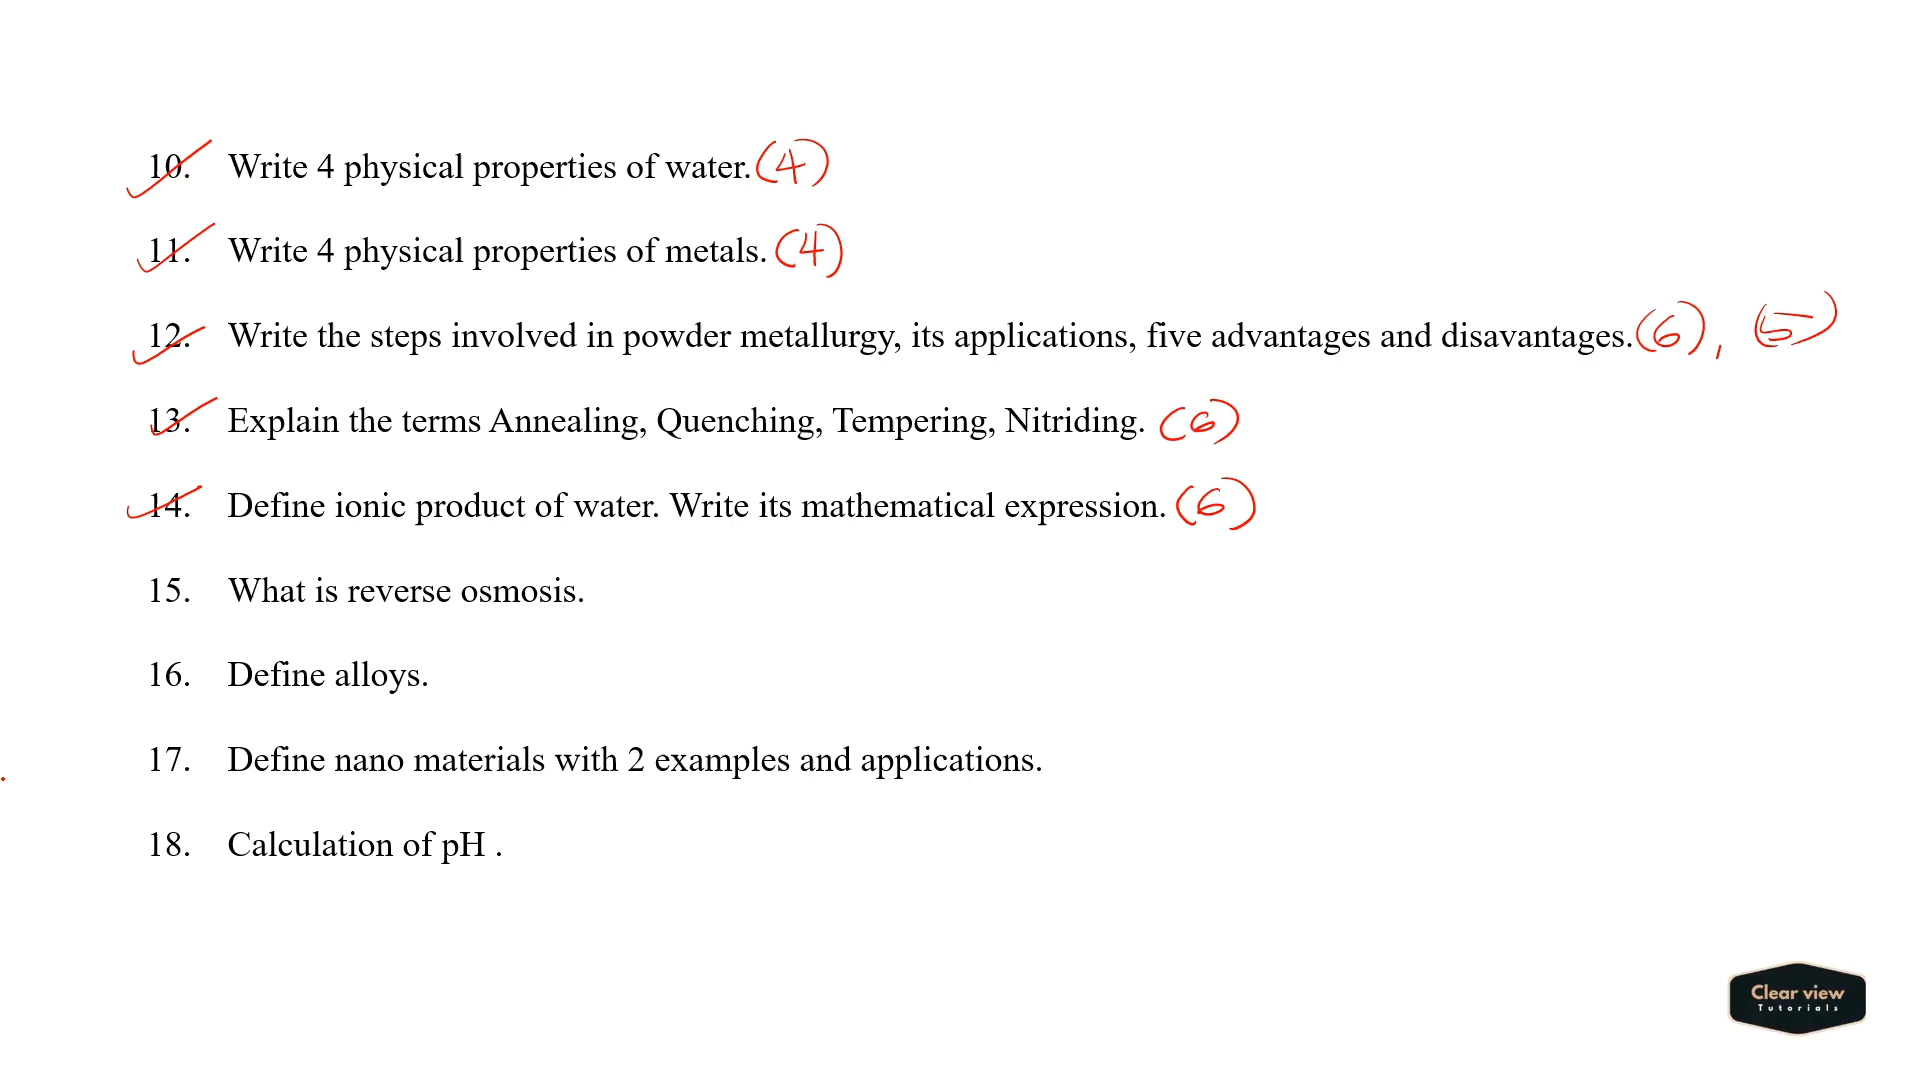 10. Write 4 physical properties of water. (4)
11. Write 4 physical properties of metals. (4)
12. Write the steps involved in powder metallurgy, its applications, five advantages and disavantages. (6), (5)
13. Explain the terms Annealing, Quenching, Tempering, Nitriding. (6)
14. Define ionic product of water. Write its mathematical expression. (6)
15. What is reverse osmosis.
16. Define alloys.
17. Define nano materials with 2 examples and applications.
18. Calculation of pH .
Clear view
Tutorials